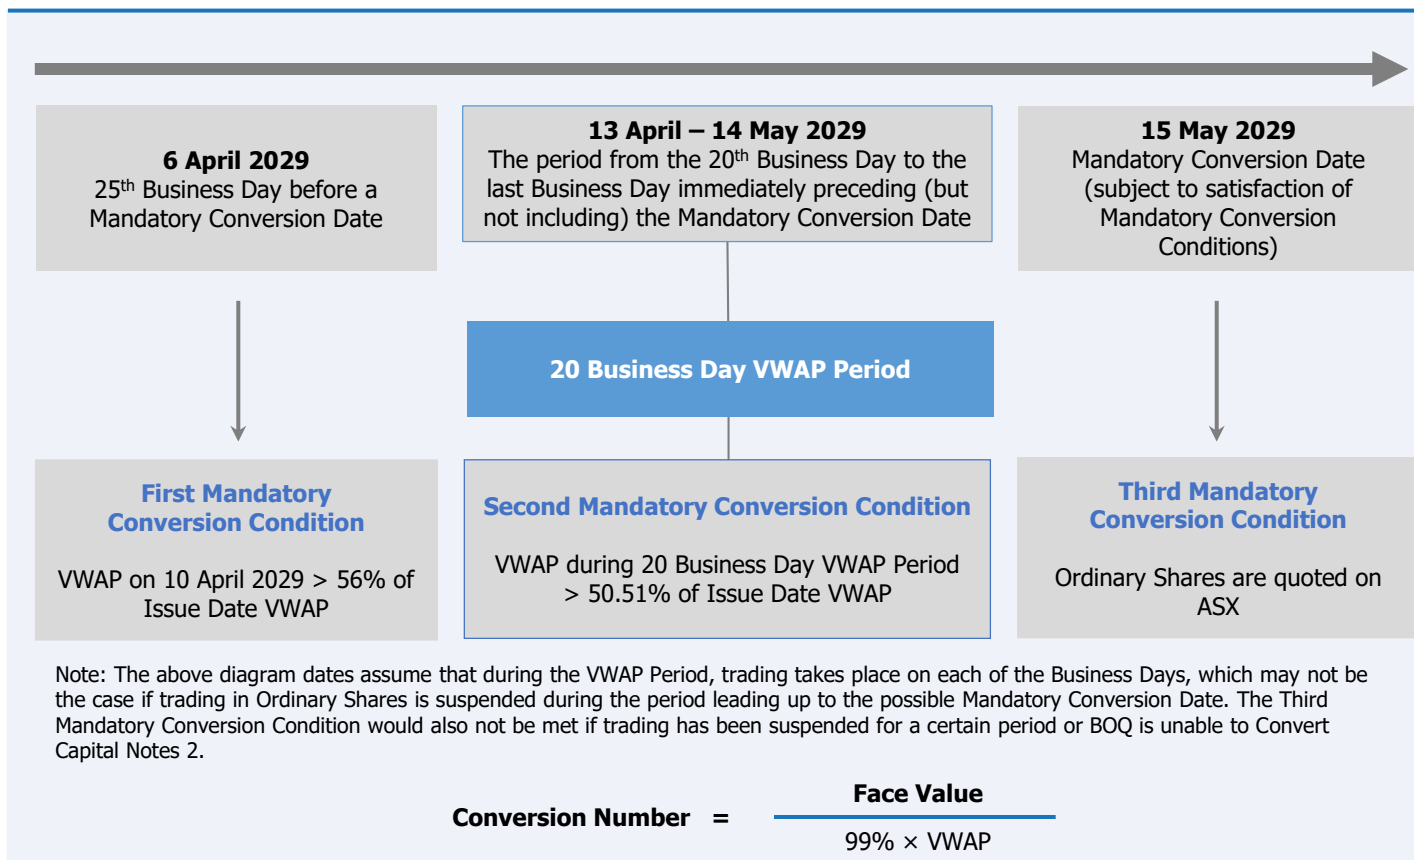 6 April 2029
25th Business Day before a
Mandatory Conversion Date
13 April – 14 May 2029
The period from the 20th Business Day to the
last Business Day immediately preceding (but
not including) the Mandatory Conversion Date
15 May 2029
Mandatory Conversion Date
(subject to satisfaction of
Mandatory Conversion
Conditions)
20 Business Day VWAP Period
First Mandatory
Conversion Condition
VWAP on 10 April 2029 > 56% of
Issue Date VWAP
Second Mandatory Conversion Condition
VWAP during 20 Business Day VWAP Period
> 50.51% of Issue Date VWAP
Third Mandatory
Conversion Condition
Ordinary Shares are quoted on
ASX
Note: The above diagram dates assume that during the VWAP Period, trading takes place on each of the Business Days, which may not be
the case if trading in Ordinary Shares is suspended during the period leading up to the possible Mandatory Conversion Date. The Third
Mandatory Conversion Condition would also not be met if trading has been suspended for a certain period or BOQ is unable to Convert
Capital Notes 2.
Conversion Number =
Face Value
99% × VWAP